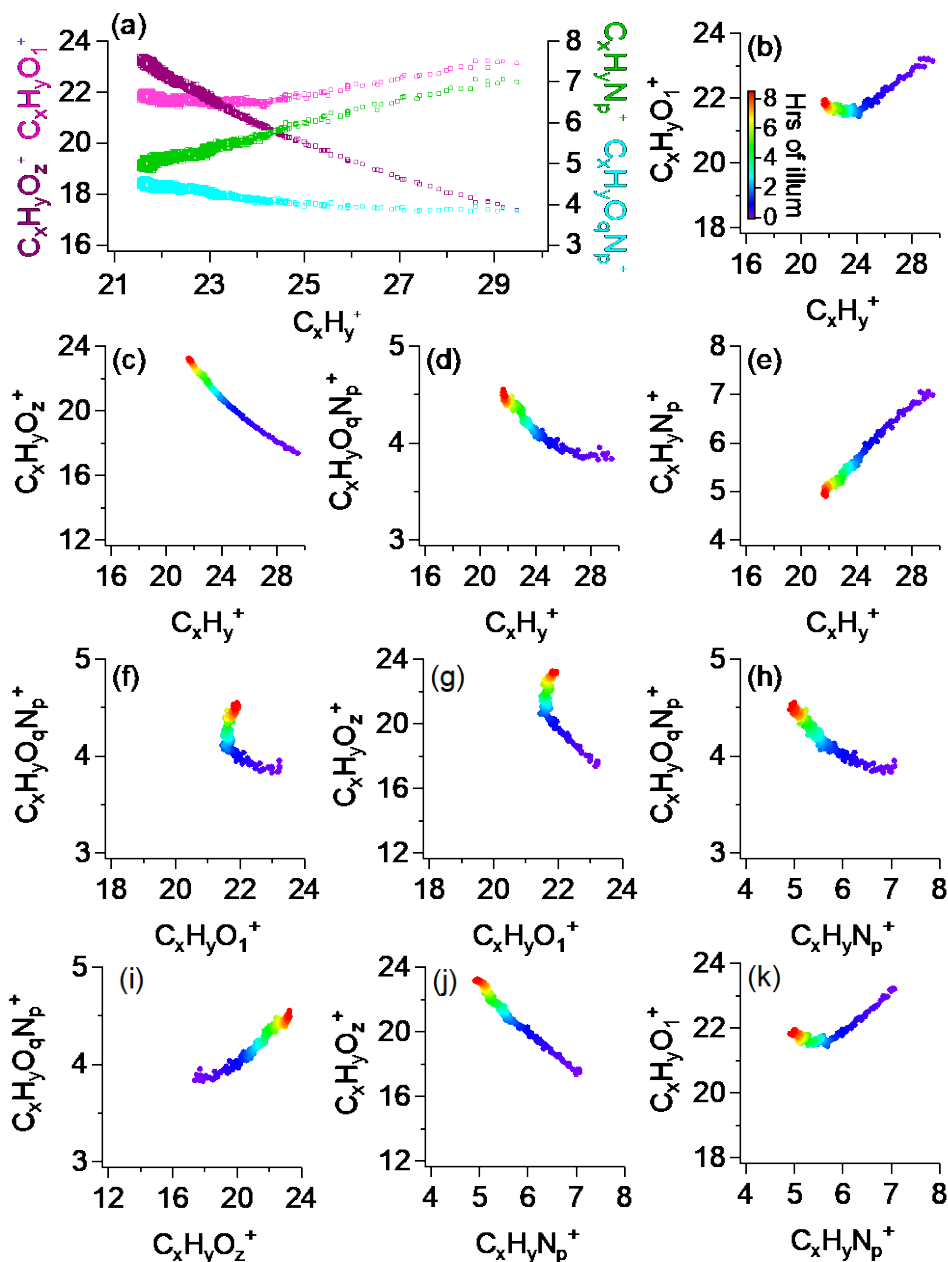 (a)
24
22
20
18
16
8
7
6
5
4
3
21
23
25
27
29
CxHyOz+ CxHyO1+
CxHyNp+ CxHyOqNp+
CxHy+
(b)
24
22
20
18
16
20
24
28
8
6
4
2
0
Hrs of illum
CxHyO1+
CxHy+
(c)
24
20
16
12
16
20
24
28
CxHyOz+
CxHy+
(d)
5
4
3
16
20
24
28
CxHyOqNp+
CxHy+
(e)
8
7
6
5
4
16
20
24
28
CxHyNp+
CxHy+
(f)
5
4
3
18
20
22
24
CxHyOqNp+
CxHyO1+
(g)
24
20
16
12
18
20
22
24
CxHyOz+
CxHyO1+
(h)
5
4
3
4
5
6
7
8
CxHyOqNp+
CxHyNp+
(i)
5
4
3
12
16
20
24
CxHyOqNp+
CxHyOz+
(j)
24
20
16
12
4
5
6
7
8
CxHyOz+
CxHyNp+
(k)
24
22
20
18
4
5
6
7
8
CxHyO1+
CxHyNp+